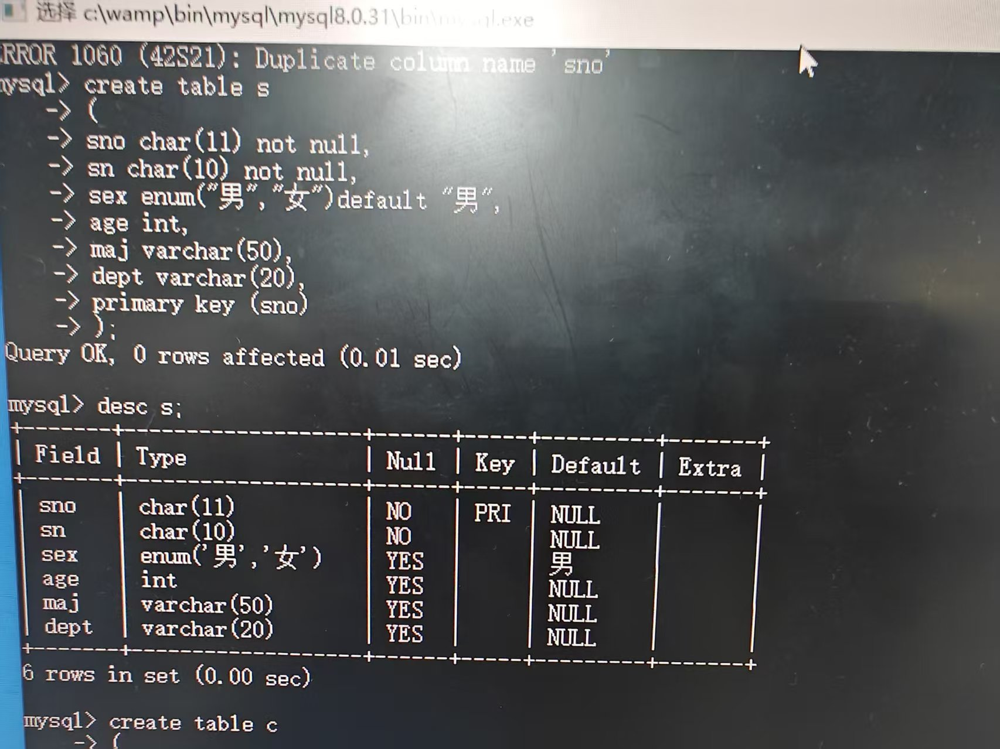 选择 c:\wamp\bin\mysql\mysql8.0.31\bin\mysql.exe
ERROR 1060 (42S21): Duplicate column name 'sno'
mysql> create table s
-> (
-> sno char(11) not null,
-> sn char(10) not null,
-> sex enum("男","女")default "男",
-> age int,
-> maj varchar(50),
-> dept varchar(20),
-> primary key (sno)
-> );
Query OK, 0 rows affected (0.01 sec)
mysql> desc s;
+-------+-------------------+------+-----+---------+-------+
| Field | Type | Null | Key | Default | Extra |
+-------+-------------------+------+-----+---------+-------+
| sno | char(11) | NO | PRI | NULL | |
| sn | char(10) | NO | | NULL | |
| sex | enum('男','女') | YES | | 男 | |
| age | int | YES | | NULL | |
| maj | varchar(50) | YES | | NULL | |
| dept | varchar(20) | YES | | NULL | |
+-------+-------------------+------+-----+---------+-------+
6 rows in set (0.00 sec)
mysql> create table c
-> (